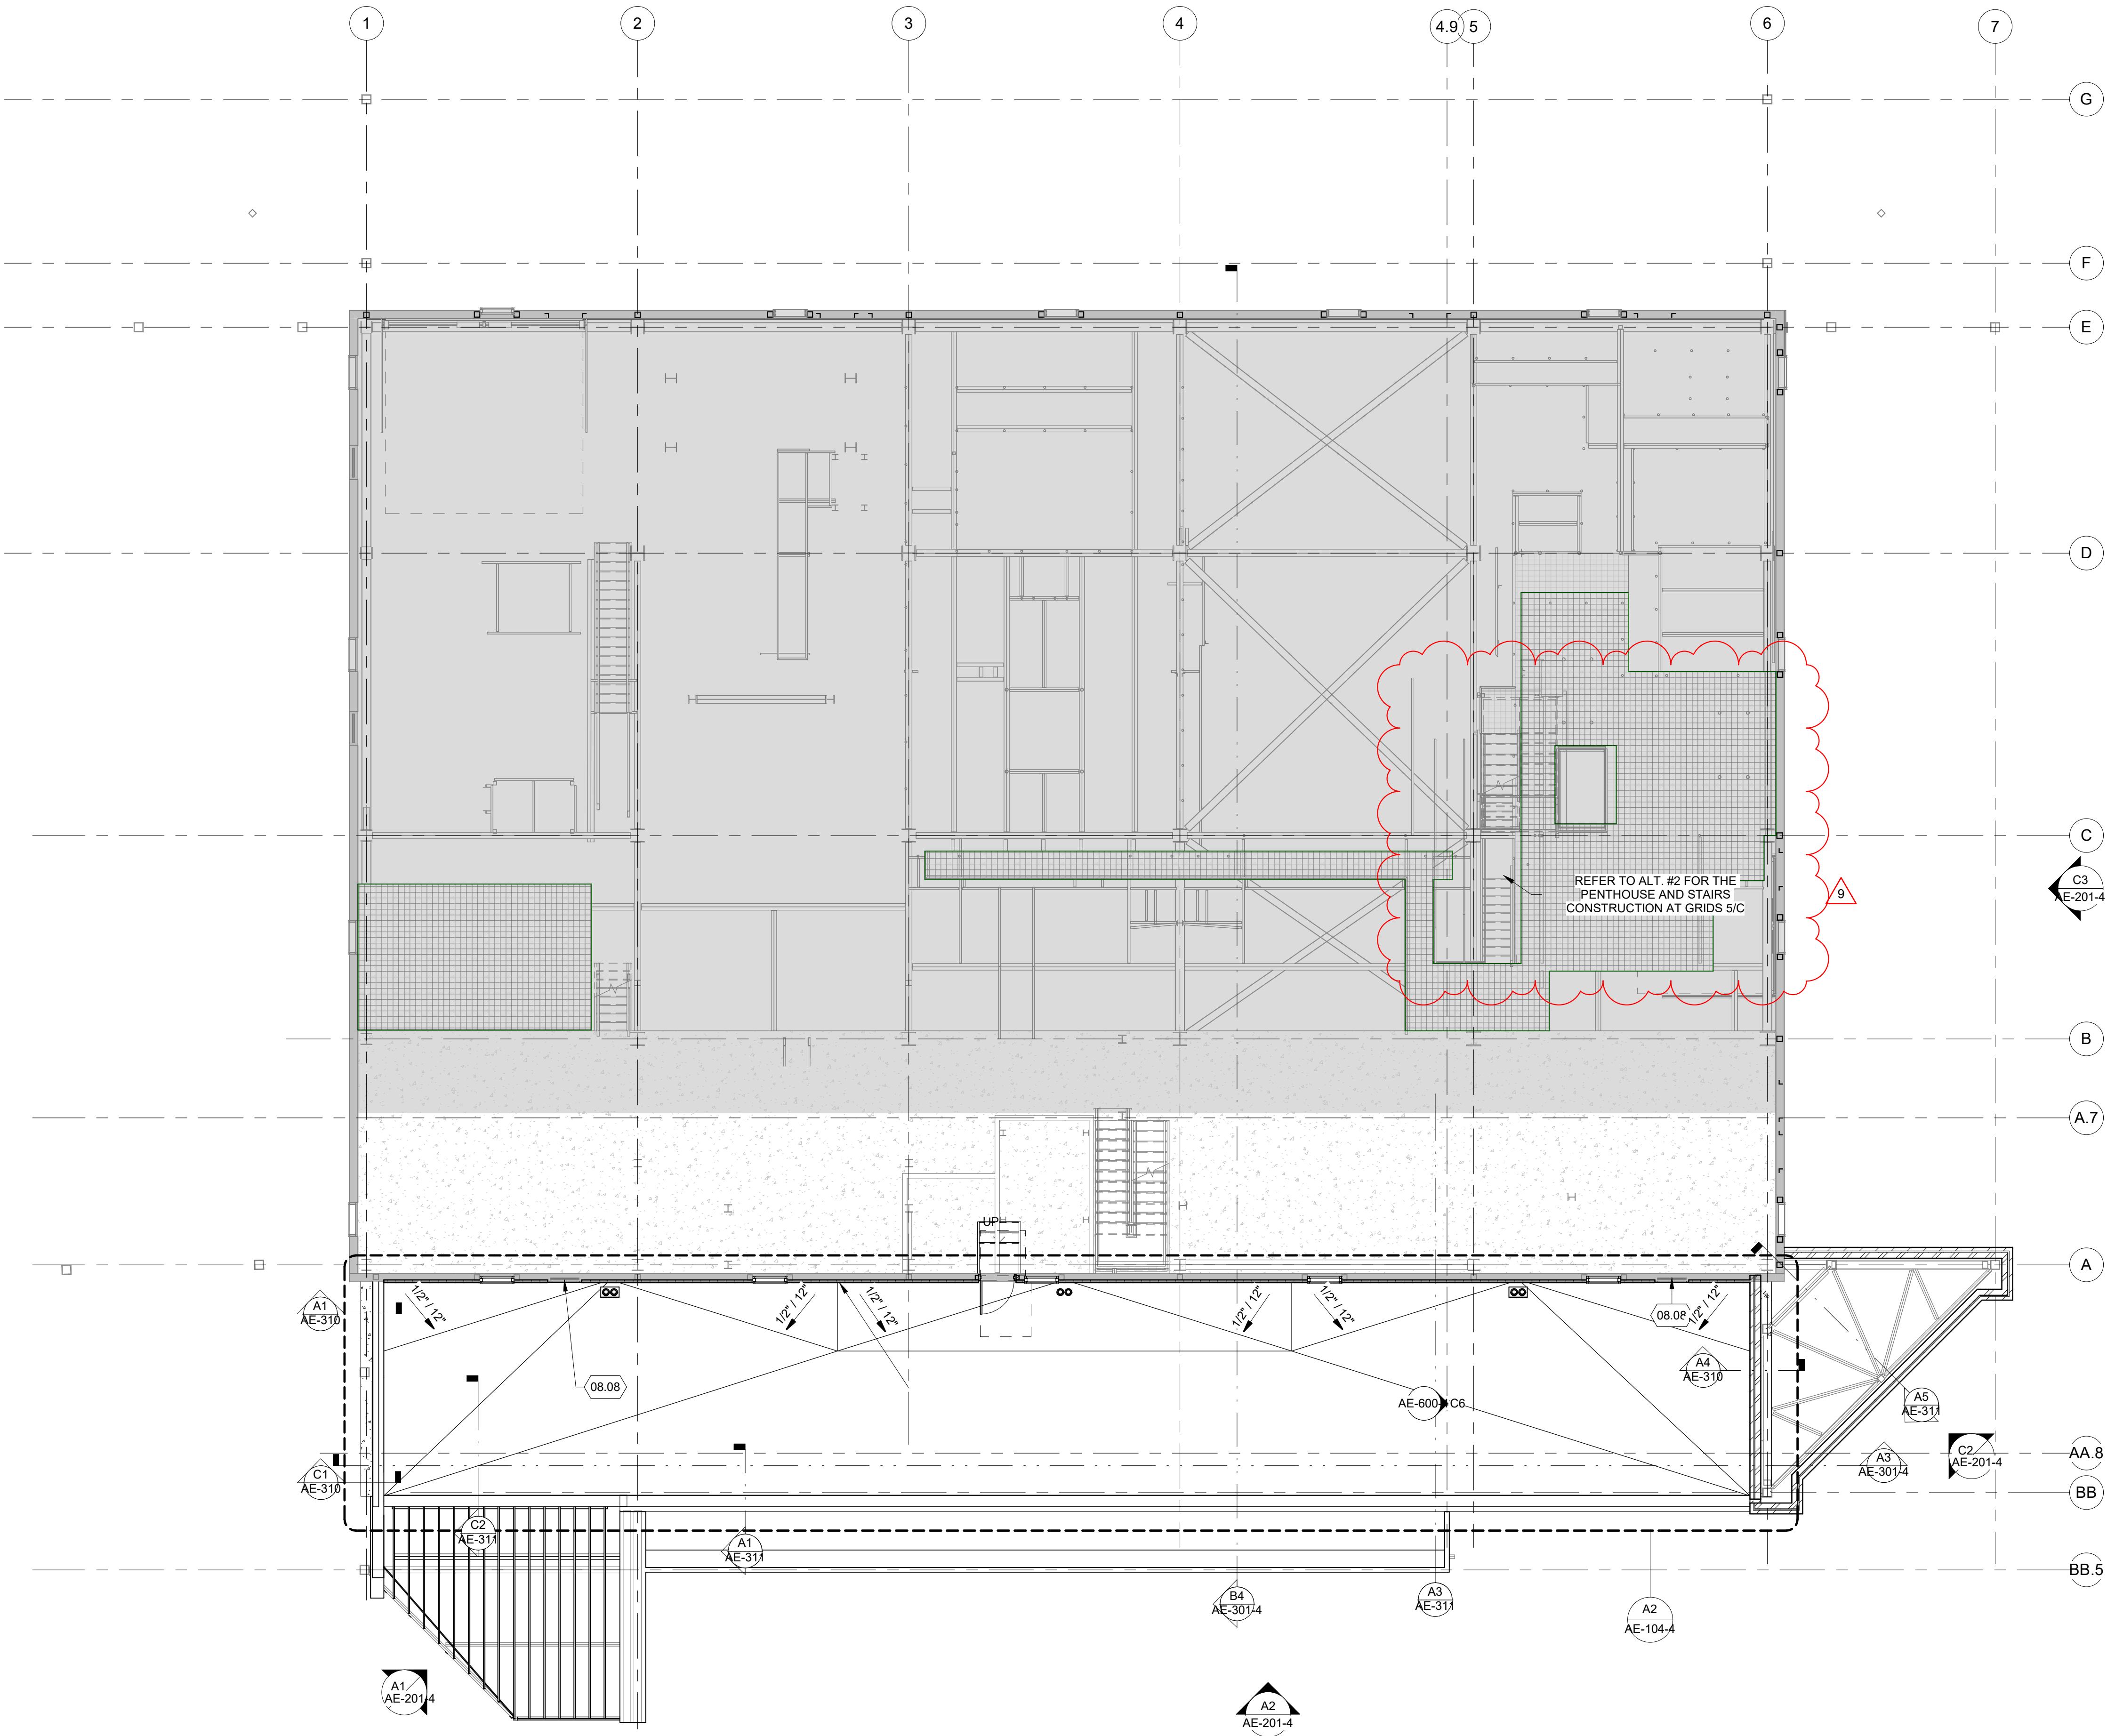 1
2
3
4
4.9
5
6
7
G
F
E
D
C
C3
AE-201-4
REFER TO ALT. #2 FOR THE
PENTHOUSE AND STAIRS
CONSTRUCTION AT GRIDS 5/C
9
B
A.7
UP
A
A1
AE-310
1/2" / 12"
1/2" / 12"
1/2" / 12"
1/2" / 12"
1/2" / 12"
08.08
1/2" / 12"
08.08
A4
AE-310
AE-600-
C6
A5
AE-311
C1
AE-310
A3
AE-301-4
C2
AE-201-4
AA.8
BB
C2
AE-311
A1
AE-311
BB.5
B4
AE-301-4
A3
AE-311
A2
AE-104-4
A1
AE-201-4
A2
AE-201-4